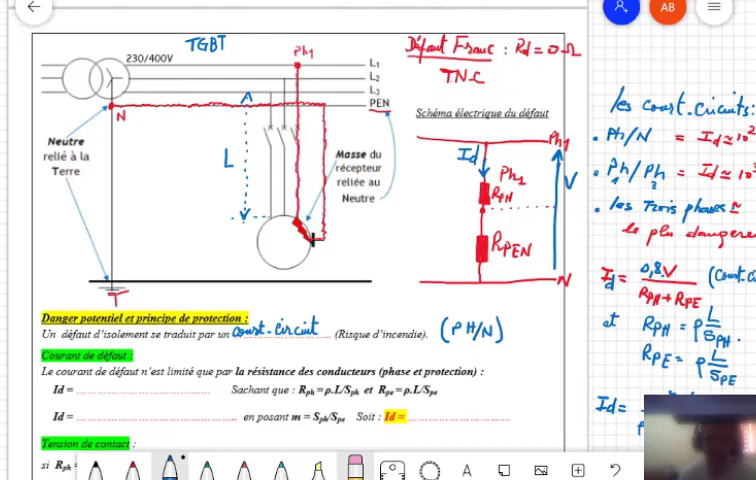 AB
TGBT
230/400V
Ph1
L₁
L₂
L₃
PEN
N
A
L
Neutre
relié à la
Terre
Masse du
récepteur
reliée au
Neutre
T
Défaut Franc : Rd = 0 Ω
TNC
Schéma électrique du défaut
Ph1
Id
Ph1
RPH
V
RPEN
N
les court-circuits:
• Ph/N = Id ≃ 10²
• Ph1/Ph3 = Id ≃ 10³
• les Trois phases ≃
le plus dangere
Id = 0,8.V / RPH + RPE
et RPH = ρ L/SPH.
RPE = ρ L/SPE
Id =
Danger potentiel et principe de protection :
Un défaut d'isolement se traduit par un court-circuit (Risque d'incendie). (PH/N)
Courant de défaut :
Le courant de défaut n'est limité que par la résistance des conducteurs (phase et protection) :
Id = .......... Sachant que : Rph=ρ.L/Sph et Rpe=ρ.L/Spe
Id = .......... en posant m = Sph/Spe Soit : Id = ..........
Tension de contact :
si Rph
A